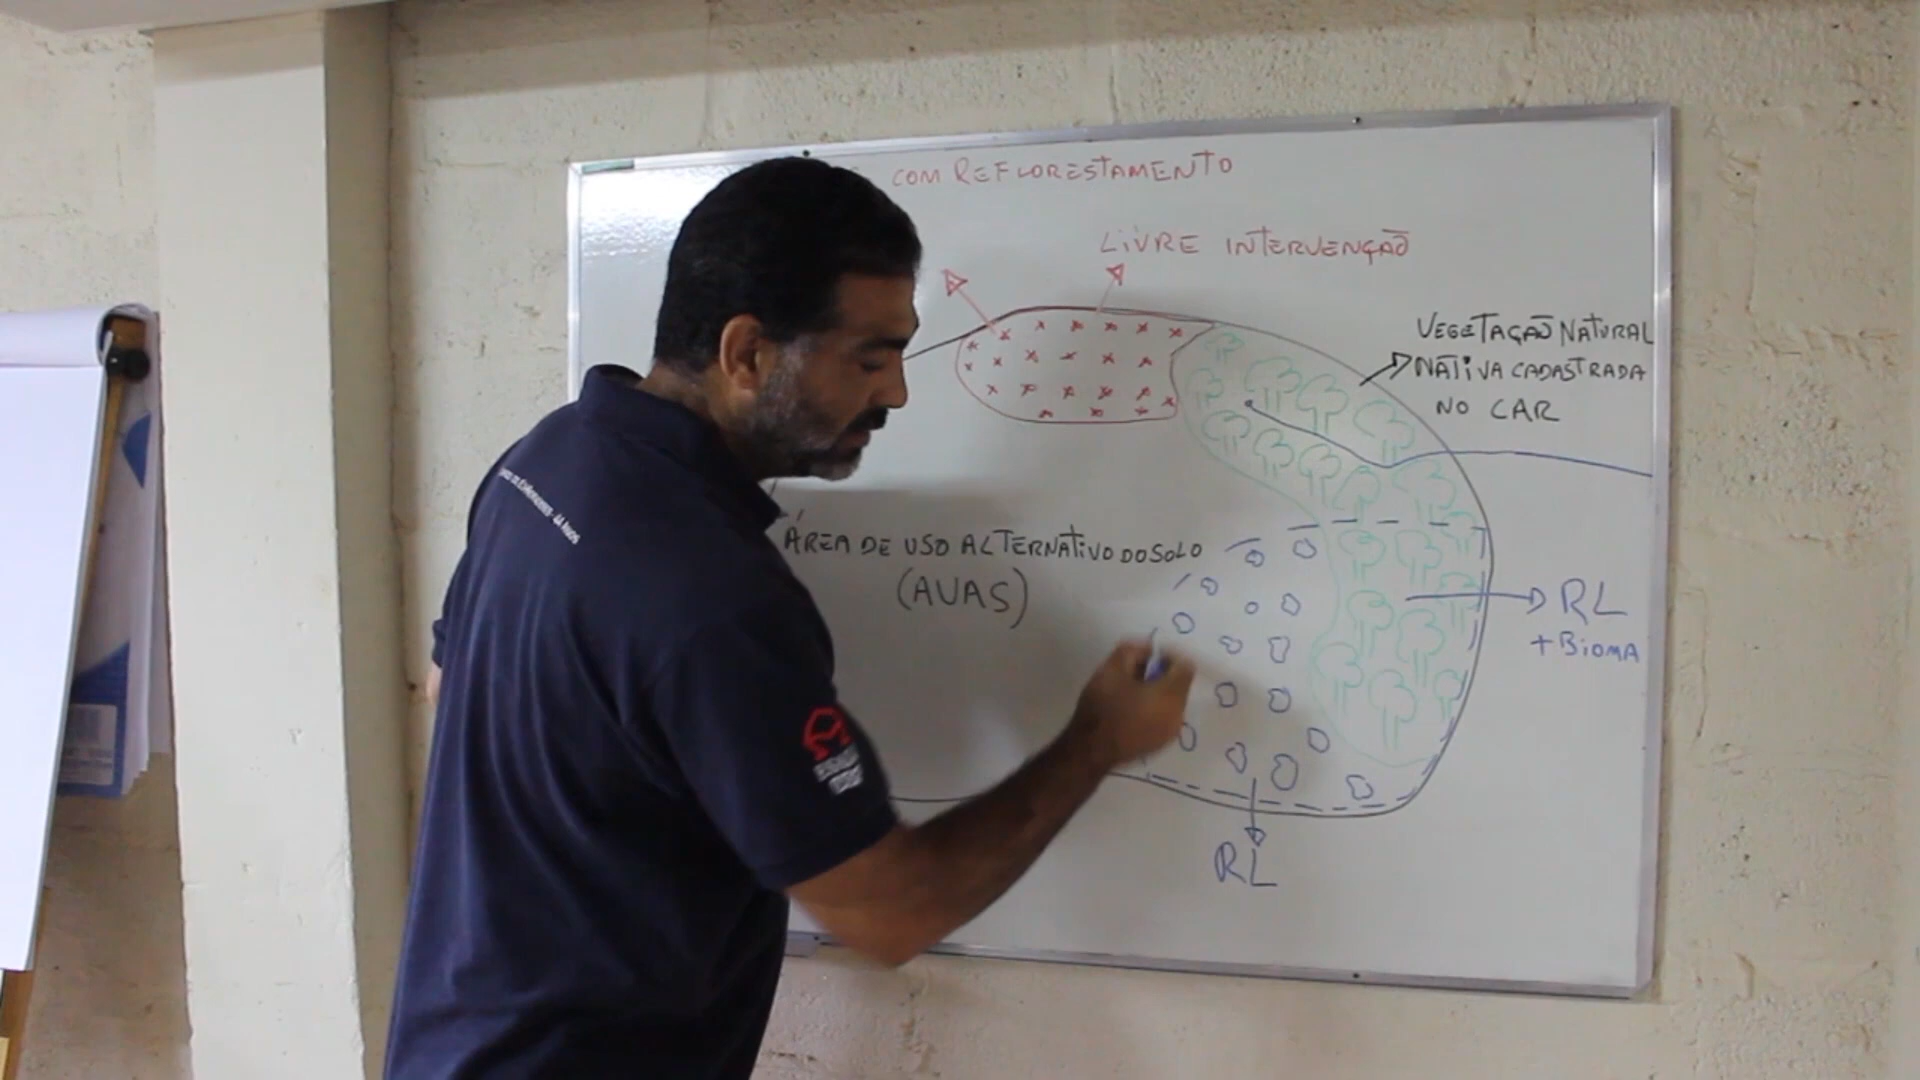 COM REFLORESTAMENTO
LIVRE INTERVENÇÃO
VEGETAÇÃO NATURAL
NATIVA CADASTRADA
NO CAR
ÁREA DE USO ALTERNATIVO DO SOLO
(AUAS)
RL
+ BIOMA
RL